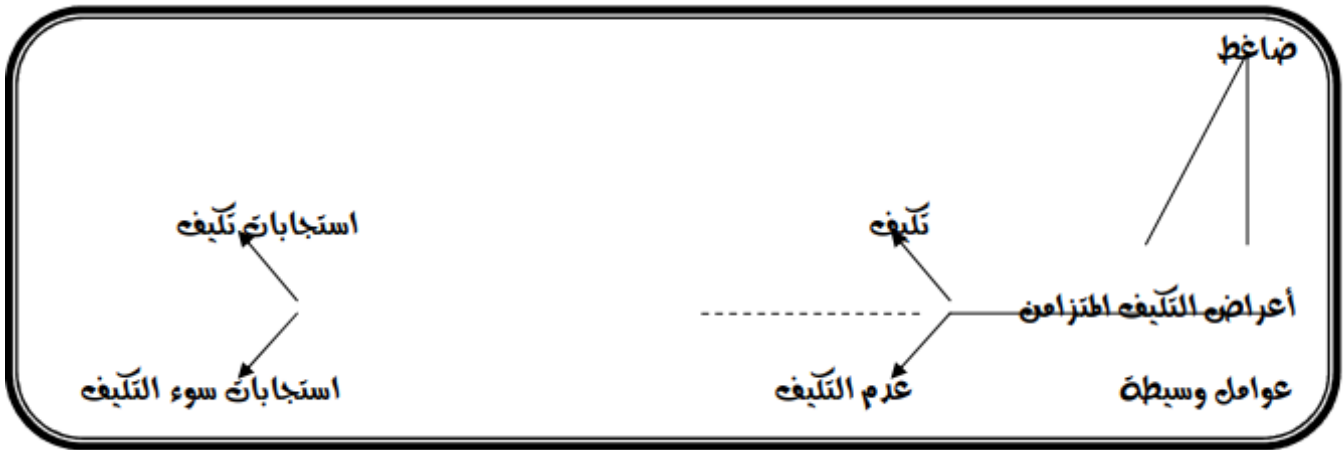 ضاغط
تكيف
استجابات تكيف
أعراض التكيف المتزامن
عوامل وسيطة
عدم التكيف
استجابات سوء التكيف